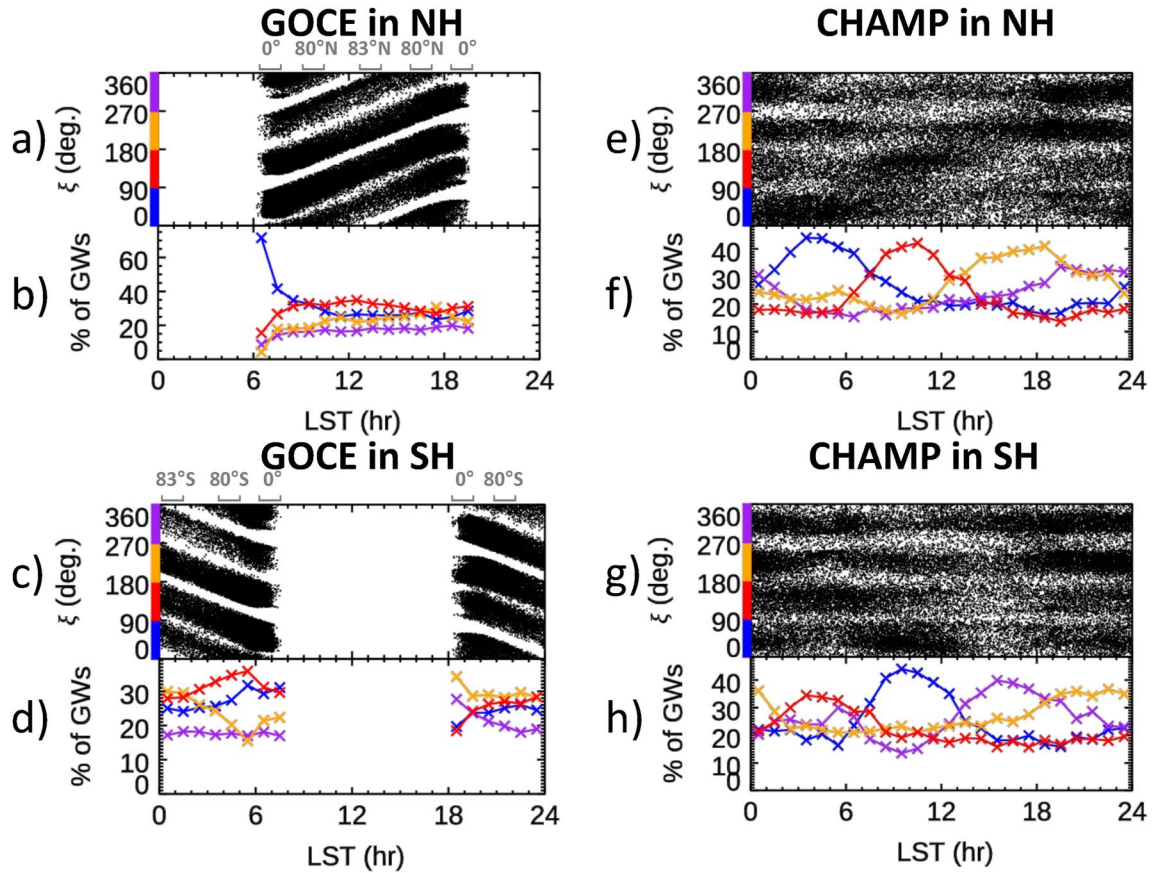 GOCE in NH
0° 80°N 83°N 80°N 0°
a)
ξ (deg.)
360
270
180
90
0
b)
% of GWs
60
40
20
0
0 6 12 18 24
LST (hr)
CHAMP in NH
e)
ξ (deg.)
360
270
180
90
0
f)
% of GWs
40
30
20
10
0
0 6 12 18 24
LST (hr)
GOCE in SH
83°S 80°S 0° 0° 80°S
c)
ξ (deg.)
360
270
180
90
0
d)
% of GWs
30
20
10
0
0 6 12 18 24
LST (hr)
CHAMP in SH
g)
ξ (deg.)
360
270
180
90
0
h)
% of GWs
40
30
20
10
0
0 6 12 18 24
LST (hr)